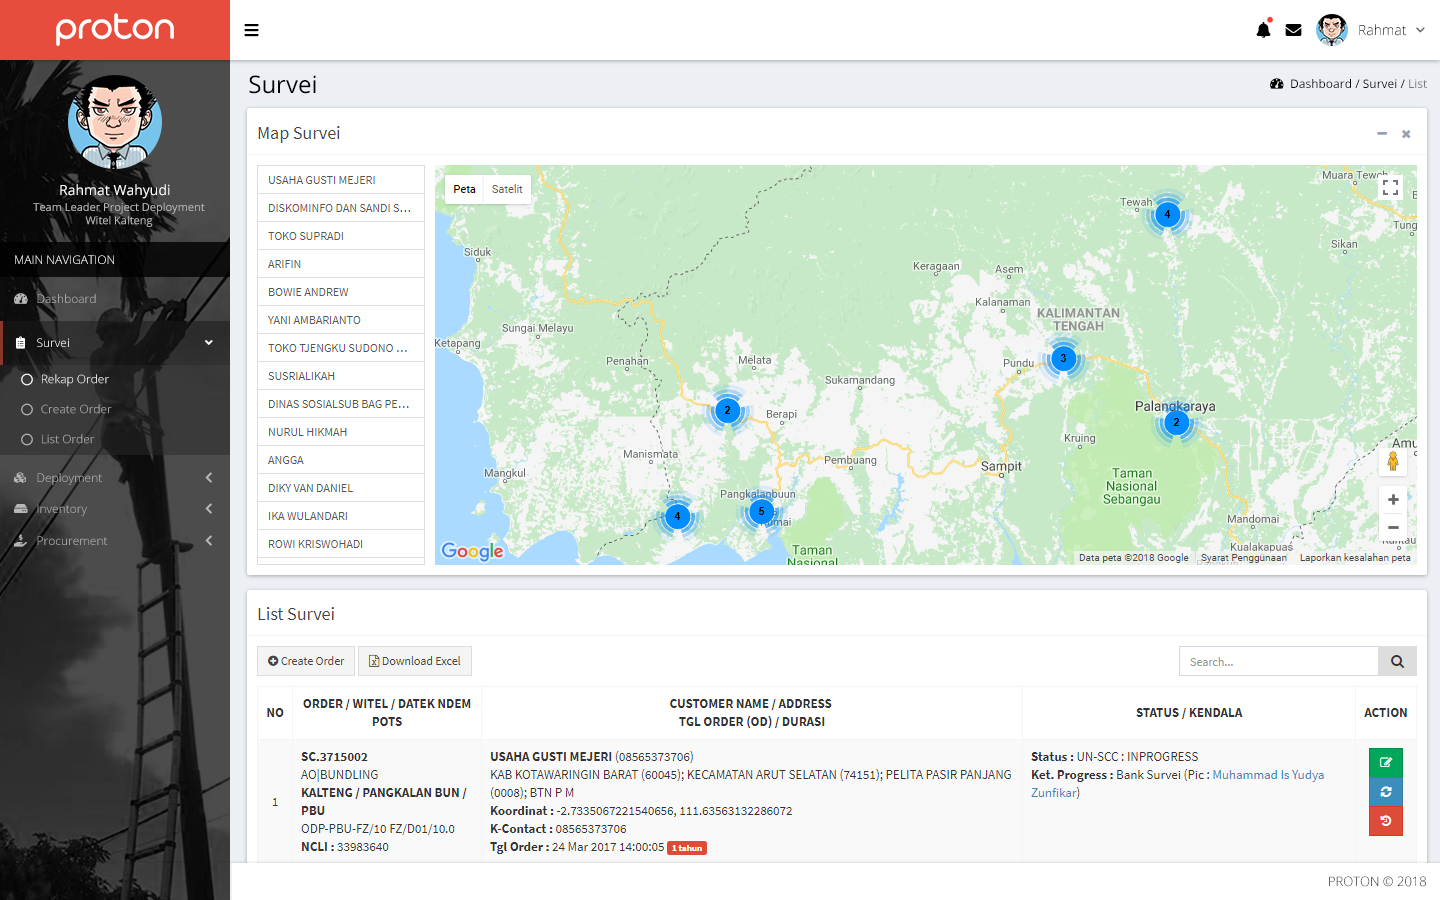 proton
Rahmat
Rahmat Wahyudi
Team Leader Project Deployment
Witel Kalteng
MAIN NAVIGATION
Dashboard
Survei
Rekap Order
Create Order
List Order
Deployment
Inventory
Procurement
Survei
Dashboard / Survei / List
Map Survei
USAHA GUSTI MEJERI
DISKOMINFO DAN SANDI S...
TOKO SUPRADI
ARIFIN
BOWIE ANDREW
YANI AMBARIANTO
TOKO TJENGKU SUDONO ...
SUSRIALIKAH
DINAS SOSIALSUB BAG PE...
NURUL HIKMAH
ANGGA
DIKY VAN DANIEL
IKA WULANDARI
ROWI KRISWOHADI
Peta
Satelit
Muara Teweh
Tewah
4
Tung
Siduk
Sikan
Keragaan
Asem
Kalanaman
KALIMANTAN
TENGAH
Sungai Melayu
Ketapang
Penahan
Melata
3
Pundu
Sukamandang
2
Berapi
Palangkaraya
2
Kruing
Amu
Manismata
Pembuang
Sampit
Mangkul
Taman
Nasional
Sebangau
Pangkalanbuun
4
5
Kumai
Mandomai
Kualakapuas
Taman
Nasional
Google
Data peta ©2018 Google
Syarat Penggunaan
Laporkan kesalahan peta
List Survei
Create Order
Download Excel
Search...
NO
ORDER / WITEL / DATEK NDEM
POTS
CUSTOMER NAME / ADDRESS
TGL ORDER (OD) / DURASI
STATUS / KENDALA
ACTION
1
SC.3715002
AO|BUNDLING
KALTENG / PANGKALAN BUN /
PBU
ODP-PBU-FZ/10 FZ/D01/10.0
NCLI : 33983640
USAHA GUSTI MEJERI (08565373706)
KAB KOTAWARINGIN BARAT (60045); KECAMATAN ARUT SELATAN (74151); PELITA PASIR PANJANG
(0008); BTN P M
Koordinat : -2.7335067221540656, 111.63563132286072
K-Contact : 08565373706
Tgl Order : 24 Mar 2017 14:00:05 1 tahun
Status : UN-SCC : INPROGRESS
Ket. Progress : Bank Survei (Pic : Muhammad Is Yudya
Zunfikar)
PROTON © 2018